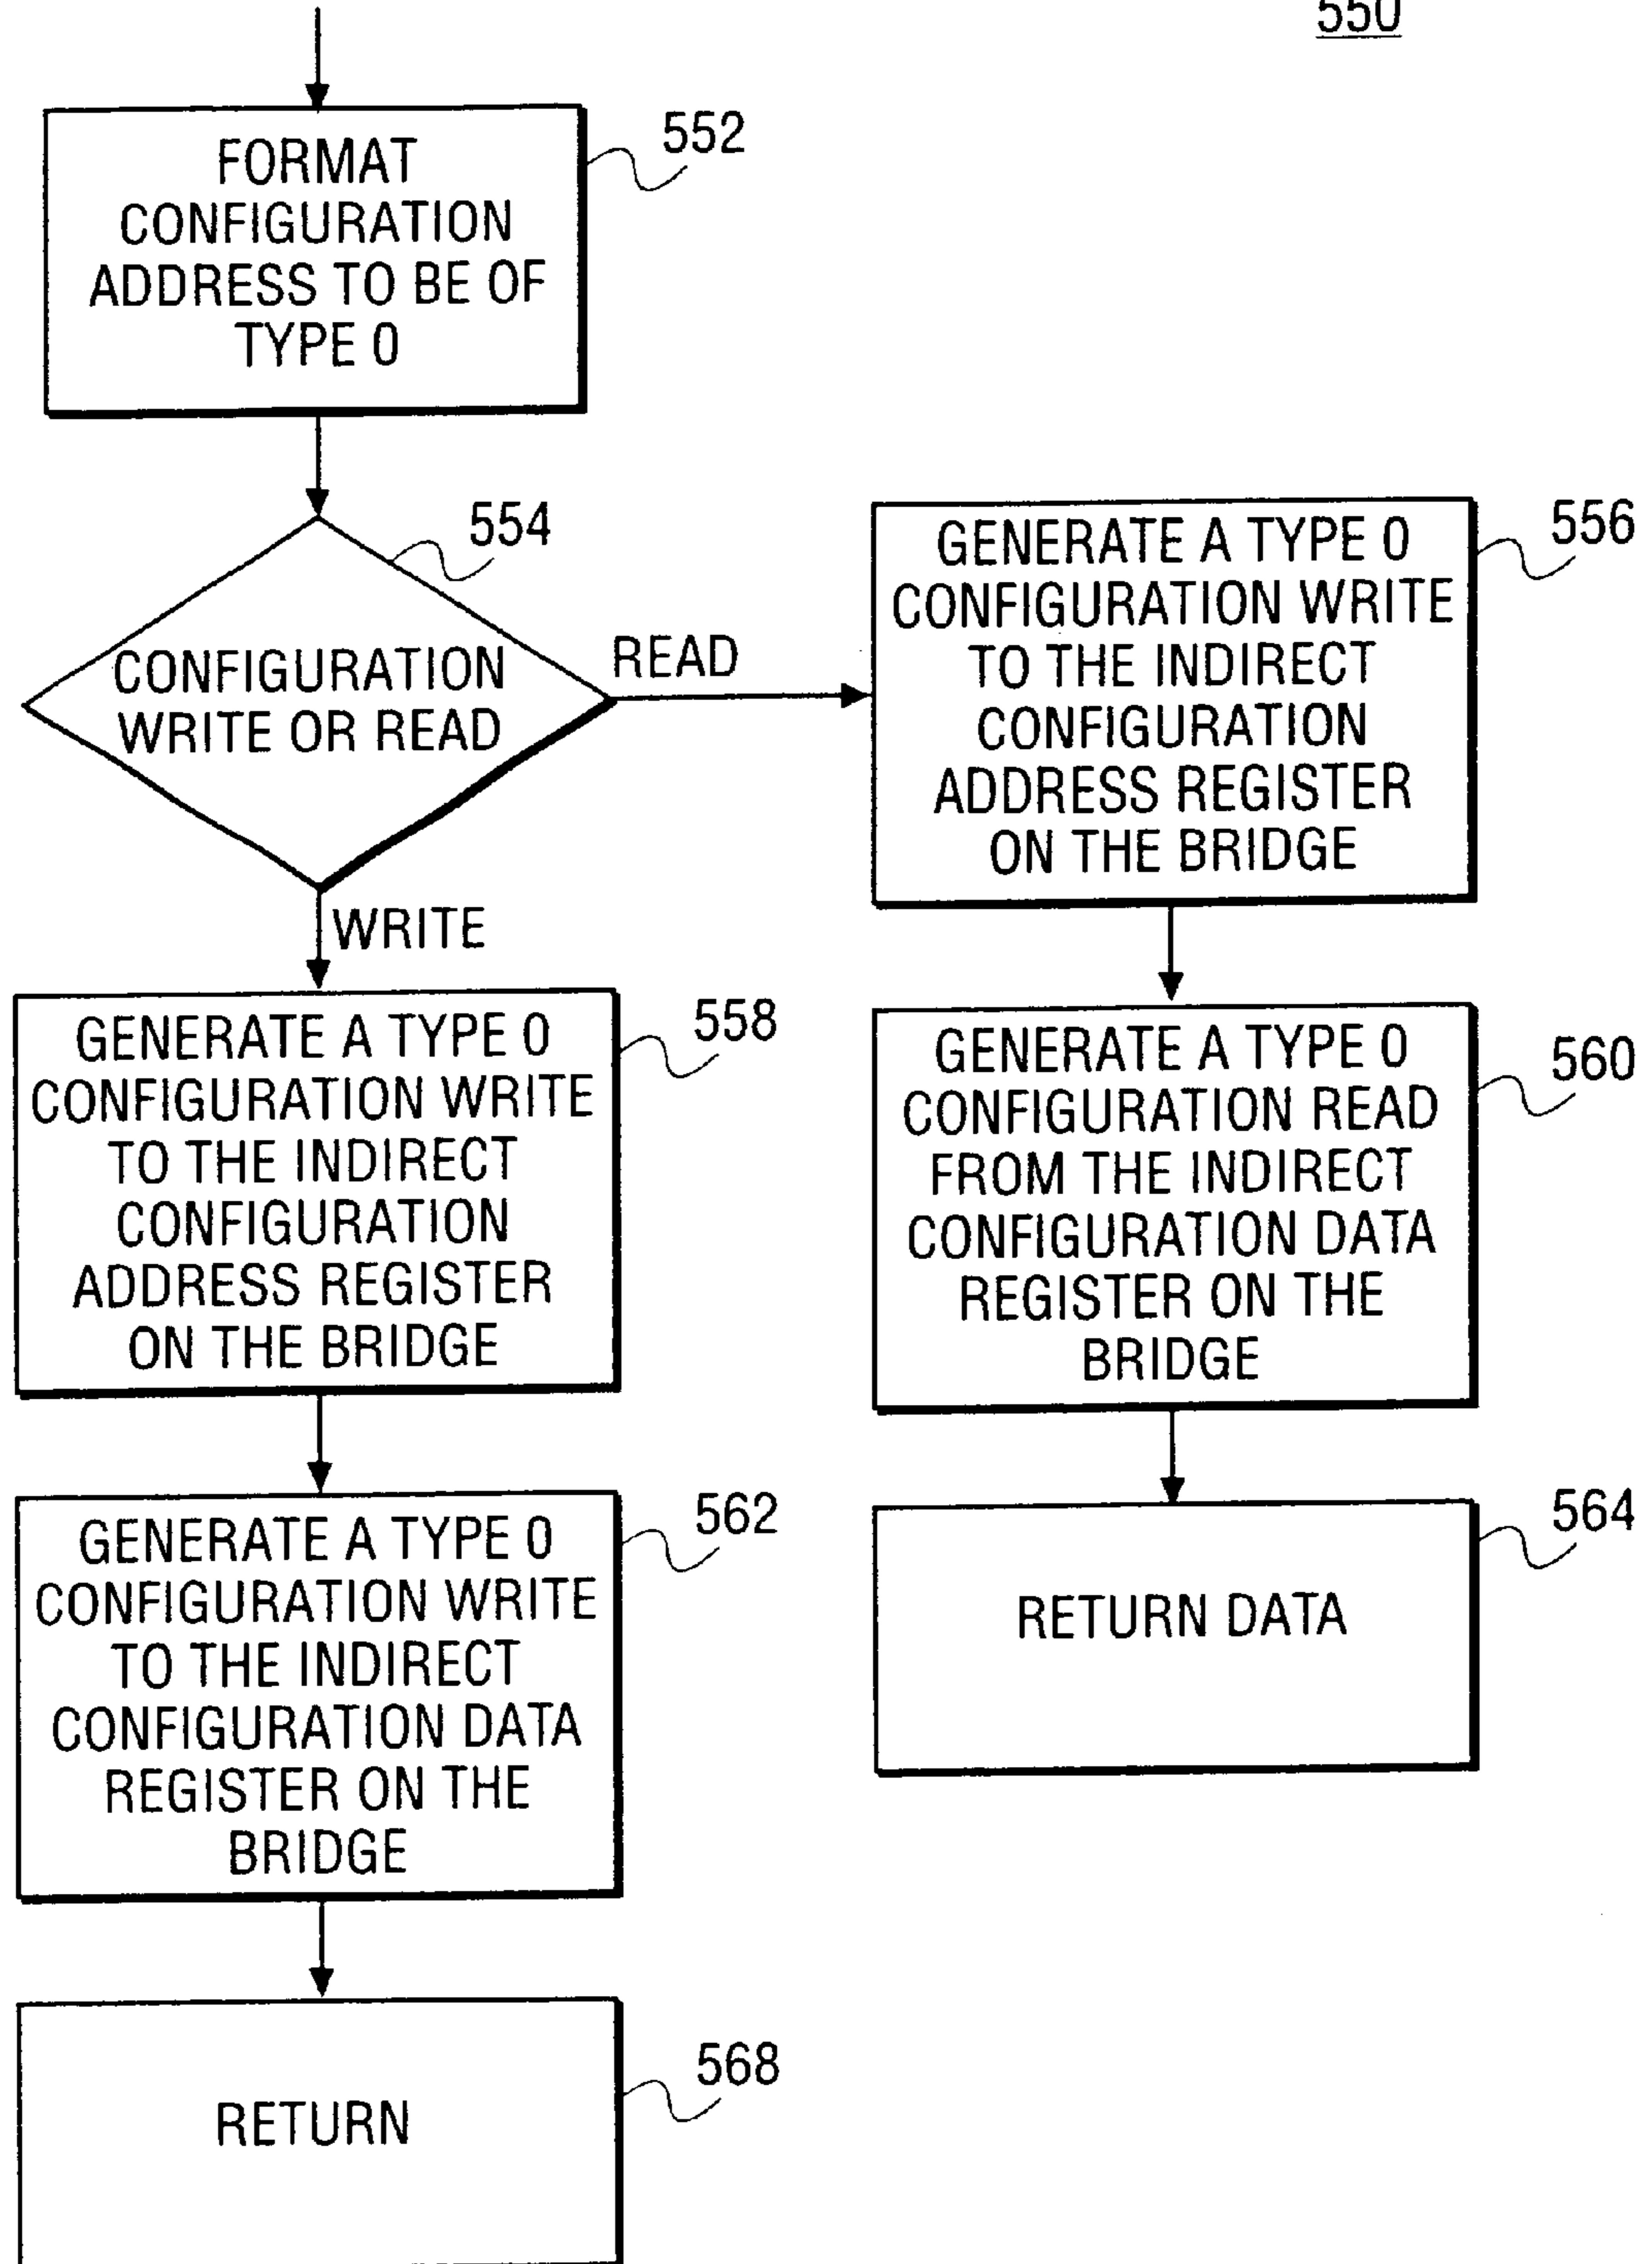 550
552
FORMAT
CONFIGURATION
ADDRESS TO BE OF
TYPE 0
554
CONFIGURATION
WRITE OR READ
READ
WRITE
556
GENERATE A TYPE 0
CONFIGURATION WRITE
TO THE INDIRECT
CONFIGURATION
ADDRESS REGISTER
ON THE BRIDGE
558
GENERATE A TYPE 0
CONFIGURATION WRITE
TO THE INDIRECT
CONFIGURATION
ADDRESS REGISTER
ON THE BRIDGE
560
GENERATE A TYPE 0
CONFIGURATION READ
FROM THE INDIRECT
CONFIGURATION DATA
REGISTER ON THE
BRIDGE
562
GENERATE A TYPE 0
CONFIGURATION WRITE
TO THE INDIRECT
CONFIGURATION DATA
REGISTER ON THE
BRIDGE
564
RETURN DATA
568
RETURN